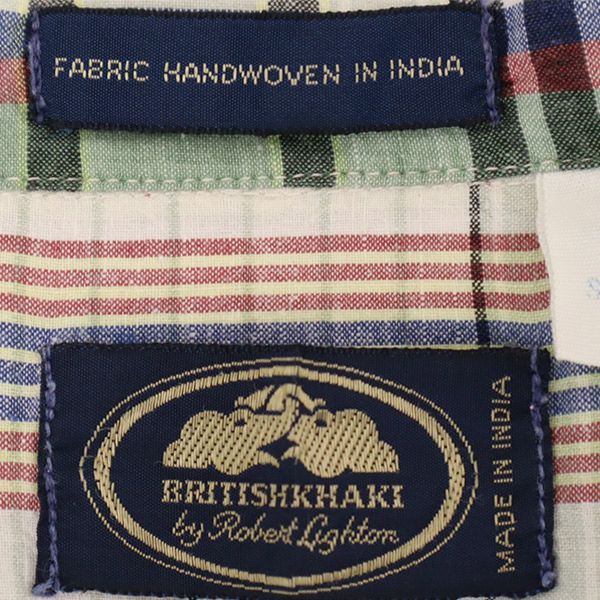 FABRIC HANDWOVEN IN INDIA
BRITISHKHAKI
by Robert Lighton
MADE IN INDIA